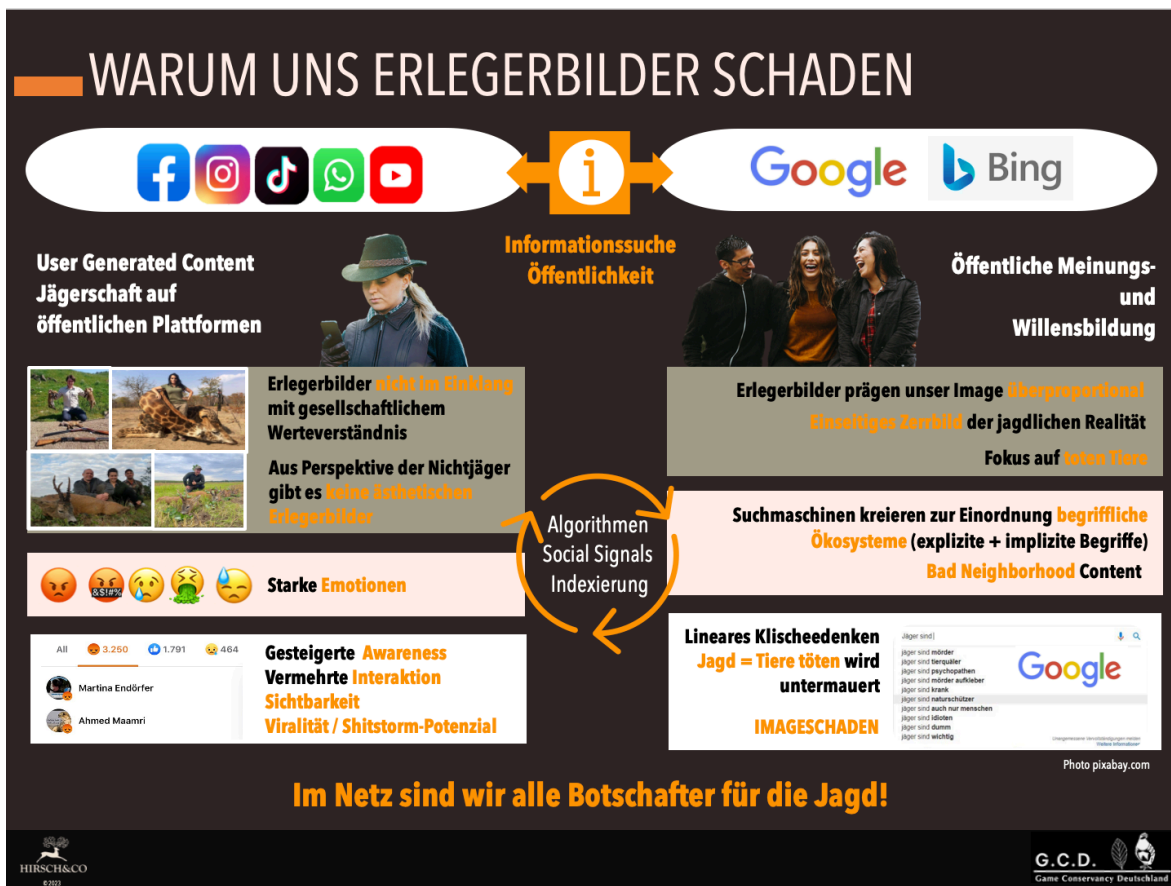 WARUM UNS ERLEGERBILDER SCHADEN
Google
Bing
i
Informationssuche
Öffentlichkeit
User Generated Content
Jägerschaft auf
öffentlichen Plattformen
Öffentliche Meinungs-
und
Willensbildung
Erlegerbilder nicht im Einklang
mit gesellschaftlichem
Werteverständnis
Aus Perspektive der Nichtjäger
gibt es keine ästhetischen
Erlegerbilder
Erlegerbilder prägen unser Image überproportional
Einseitiges Zerrbild der jagdlichen Realität
Fokus auf toten Tiere
Algorithmen
Social Signals
Indexierung
Suchmaschinen kreieren zur Einordnung begriffliche
Ökosysteme (explizite + implizite Begriffe)
Bad Neighborhood Content
&$!#%
Starke Emotionen
All 3.250 1.791 464
Martina Endörfer
Ahmed Maamri
Gesteigerte Awareness
Vermehrte Interaktion
Sichtbarkeit
Viralität / Shitstorm-Potenzial
Lineares Klischeedenken
Jagd = Tiere töten wird
untermauert
IMAGESCHADEN
Jäger sind
jäger sind mörder
jäger sind tierquäler
jäger sind psychopathen
jäger sind mörder aufkleber
jäger sind krank
jäger sind naturschützer
jäger sind auch nur menschen
jäger sind idioten
jäger sind dumm
jäger sind wichtig
Google
Unangemessene Vervollständigungen melden
Weitere Informationen
Photo pixabay.com
Im Netz sind wir alle Botschafter für die Jagd!
HIRSCH&CO
©2023
G.C.D.
Game Conservancy Deutschland